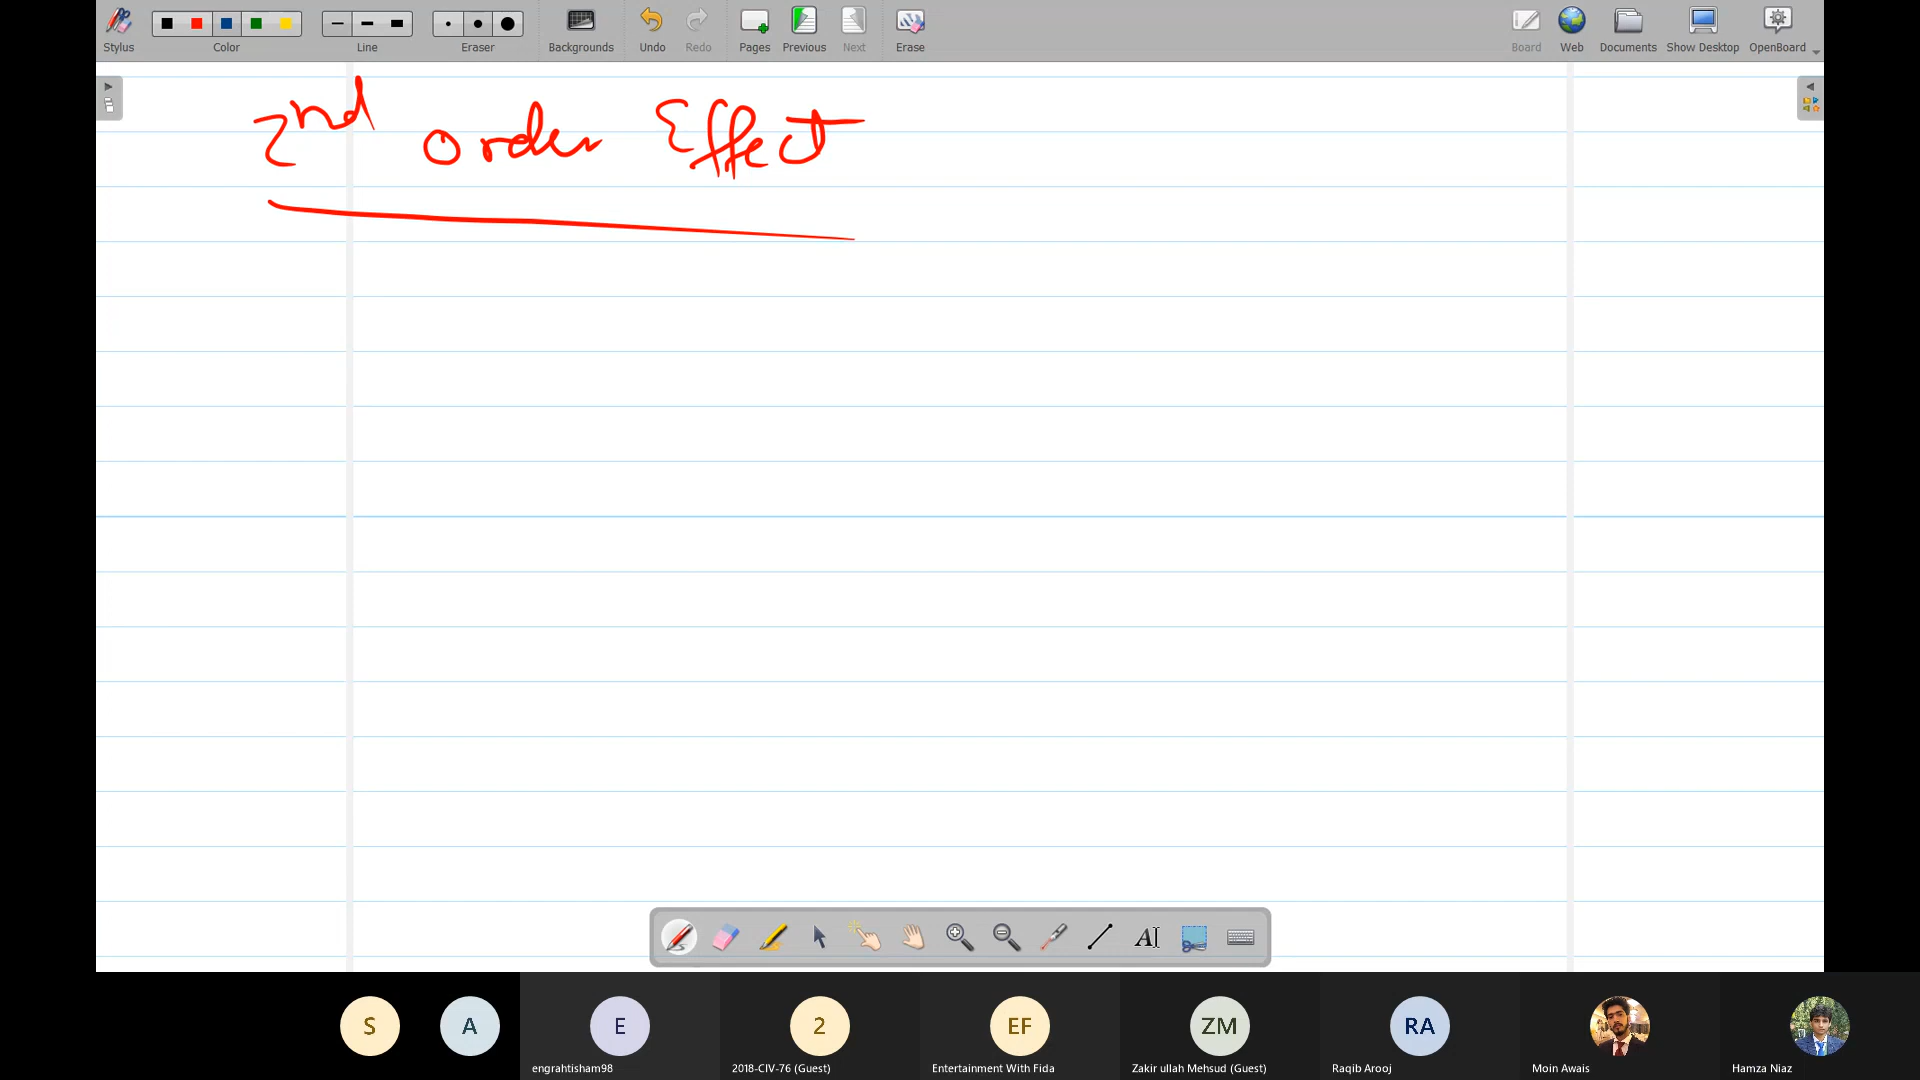 Stylus
Color
Line
Eraser
Backgrounds
Undo
Redo
Pages
Previous
Next
Erase
Board
Web
Documents
Show Desktop
OpenBoard
2nd order Effect
A
S
A
E
2
EF
ZM
RA
engrahtisham98
2018-CIV-76 (Guest)
Entertainment With Fida
Zakir ullah Mehsud (Guest)
Raqib Arooj
Moin Awais
Hamza Niaz